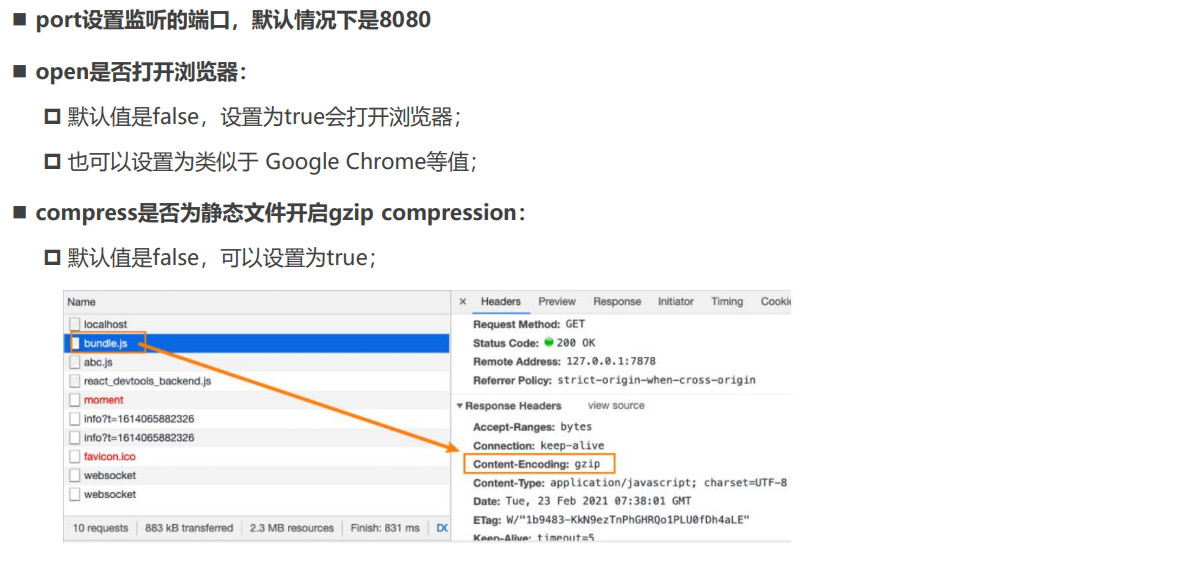 port设置监听的端口，默认情况下是8080
open是否打开浏览器：
默认值是false，设置为true会打开浏览器；
也可以设置为类似于 Google Chrome等值；
compress是否为静态文件开启gzip compression：
默认值是false，可以设置为true；
Name
localhost
bundle.js
abc.js
react_devtools_backend.js
moment
info?t=1614065882326
info?t=1614065882326
favicon.ico
websocket
websocket
10 requests 883 kB transferred 2.3 MB resources Finish: 831 ms DO
× Headers Preview Response Initiator Timing Cooki
Request Method: GET
Status Code: 200 OK
Remote Address: 127.0.0.1:7878
Referrer Policy: strict-origin-when-cross-origin
Response Headers view source
Accept-Ranges: bytes
Connection: keep-alive
Content-Encoding: gzip
Content-Type: application/javascript; charset=UTF-8
Date: Tue, 23 Feb 2021 07:38:01 GMT
ETag: W/"1b9483-KkN9ezTnPhGHRQo1PLU0fDh4aLE"
Keep-Alive: timeout=5